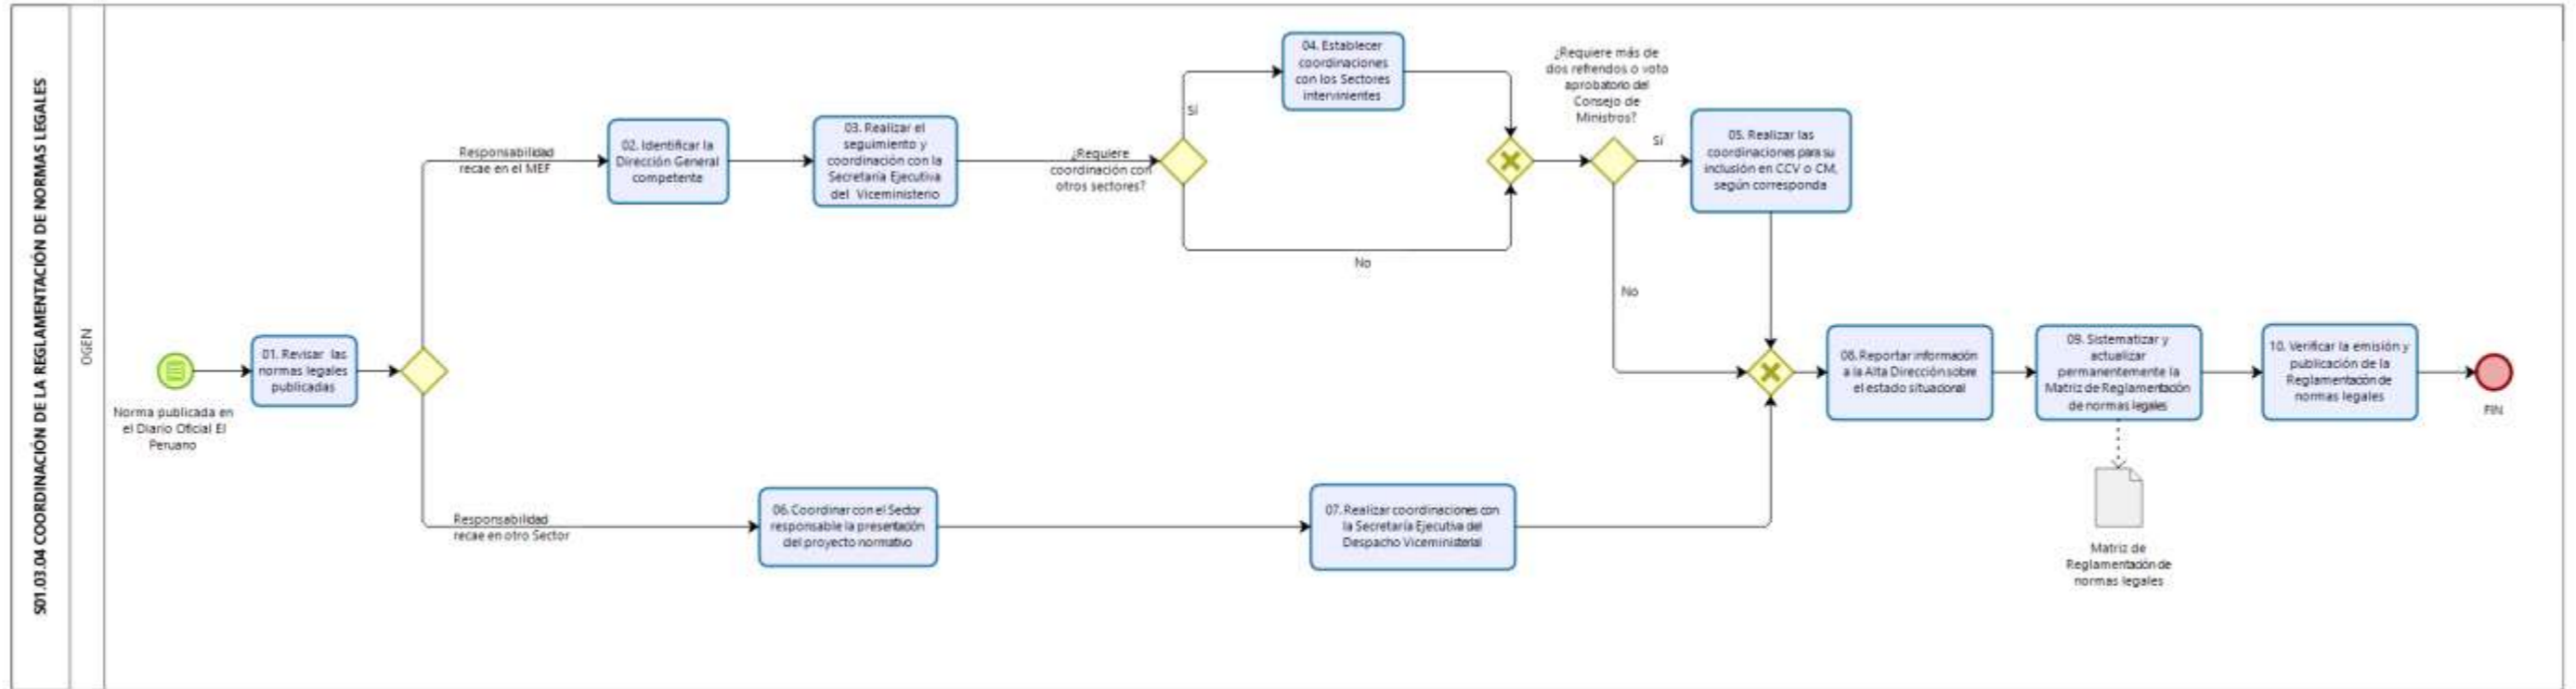 S01.03.04 COORDINACIÓN DE LA REGLAMENTACIÓN DE NORMAS LEGALES
OGEN
Norma publicada en
el Diario Oficial El
Peruano
01. Revisar las
normas legales
publicadas
Responsabilidad
recae en el MEF
02. Identificar la
Dirección General
competente
03. Realizar el
seguimiento y
coordinación con la
Secretaría Ejecutiva
del Viceministerio
¿Requiere
coordinación con
otros sectores?
Sí
04. Establecer
coordinaciones
con los Sectores
intervinientes
No
¿Requiere más de
dos refrendos o voto
aprobatorio del
Consejo de
Ministros?
Sí
05. Realizar las
coordinaciones para su
inclusión en CCV o CM,
según corresponda
No
Responsabilidad
recae en otro Sector
06. Coordinar con el Sector
responsable la presentación
del proyecto normativo
07. Realizar coordinaciones con
la Secretaría Ejecutiva del
Despacho Viceministerial
08. Reportar información
a la Alta Dirección sobre
el estado situacional
09. Sistematizar y
actualizar
permanentemente la
Matriz de Reglamentación
de normas legales
Matriz de
Reglamentación de
normas legales
10. Verificar la emisión y
publicación de la
Reglamentación de
normas legales
FIN